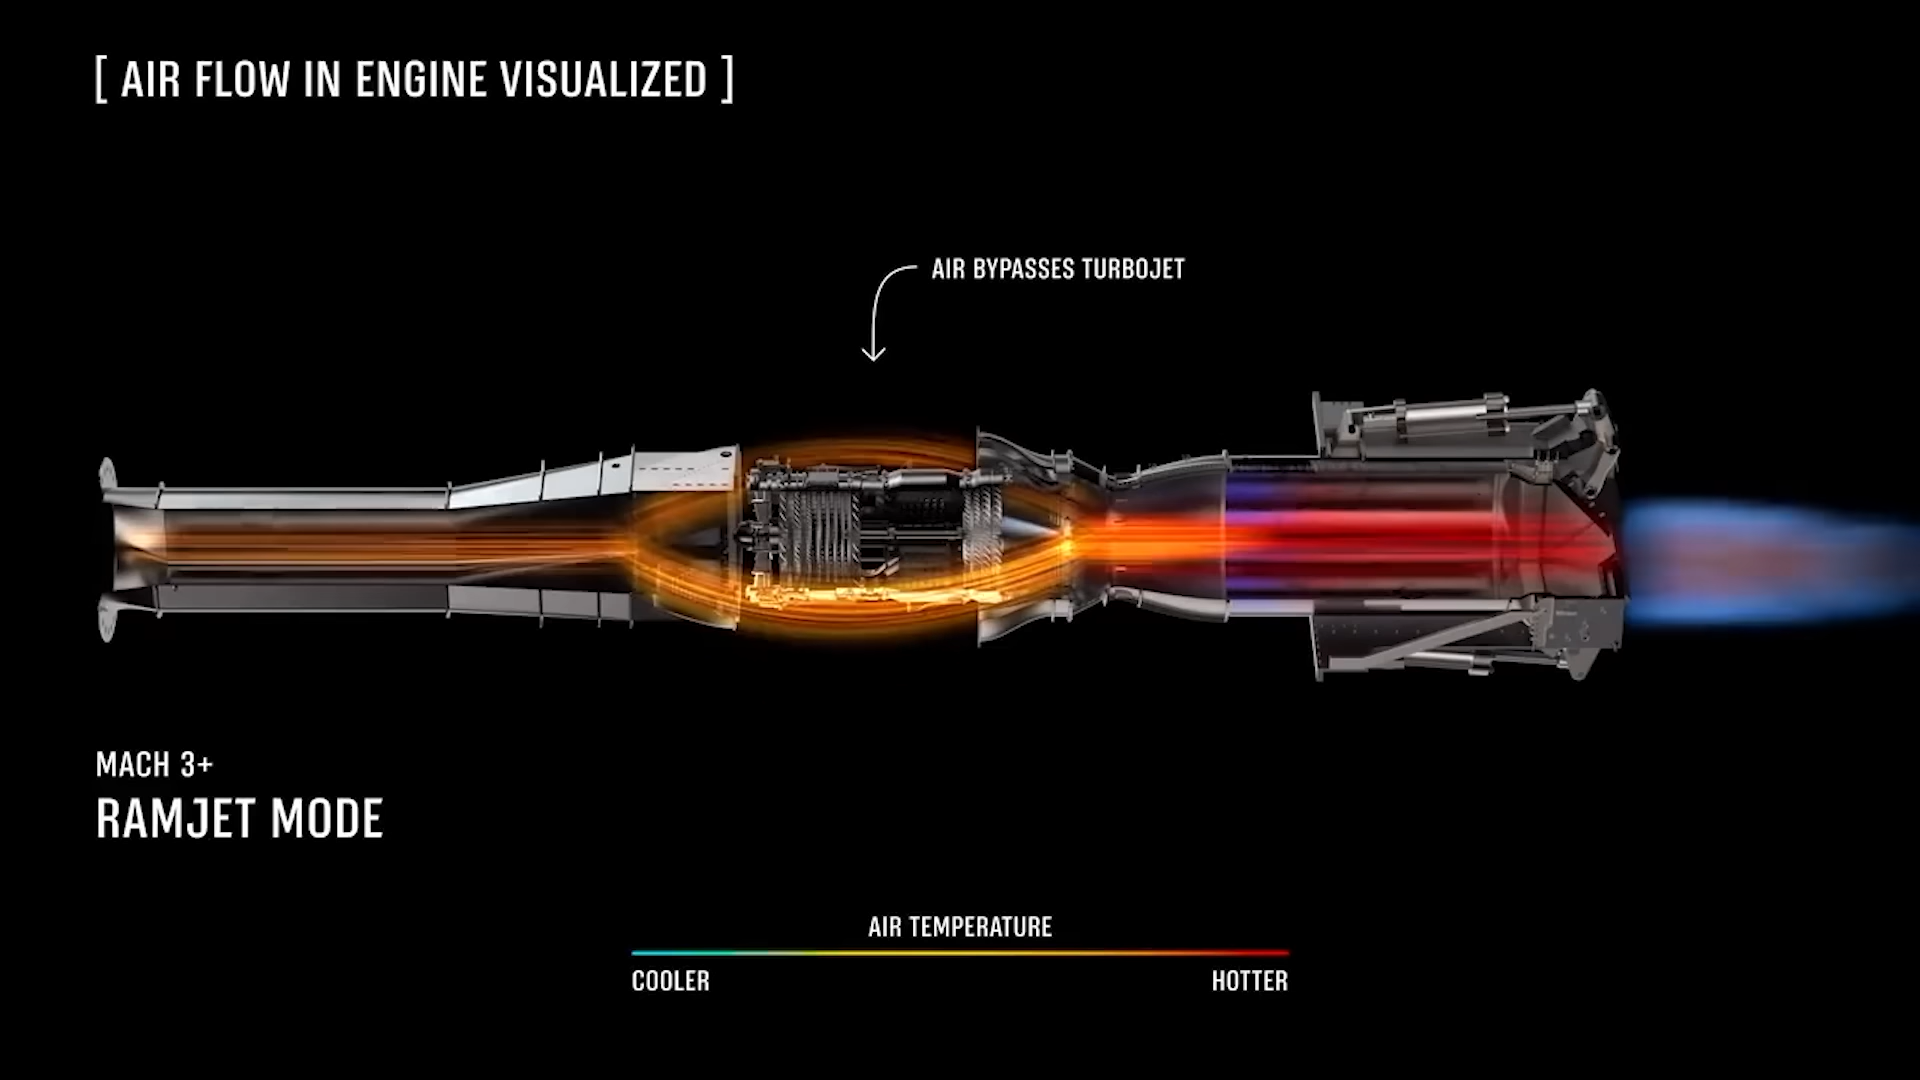 [ AIR FLOW IN ENGINE VISUALIZED ]
AIR BYPASSES TURBOJET
MACH 3+
RAMJET MODE
AIR TEMPERATURE
COOLER
HOTTER